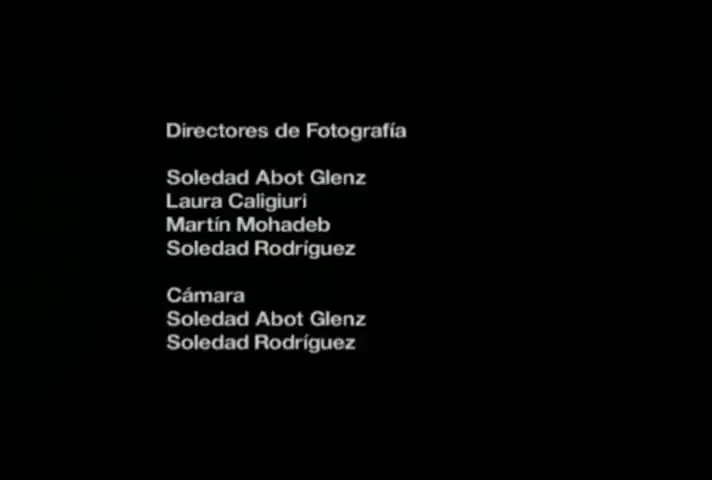 Directores de Fotografía
Soledad Abot Glenz
Laura Caligiuri
Martín Mohadeb
Soledad Rodríguez
Cámara
Soledad Abot Glenz
Soledad Rodríguez